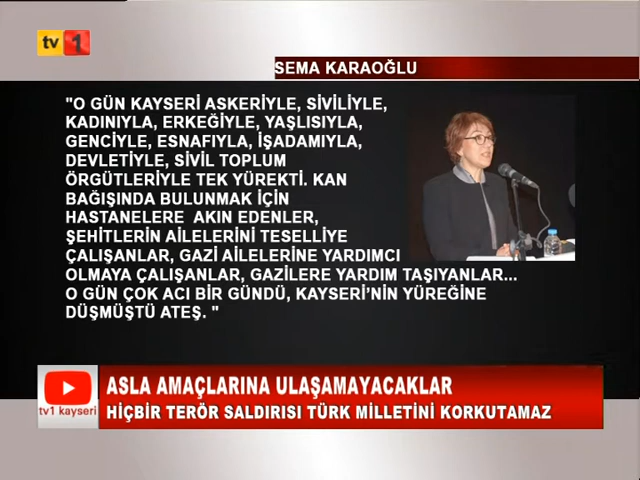 tv 1
SEMA KARAOĞLU
"O GÜN KAYSERİ ASKERİYLE, SİVİLİYLE,
KADINIYLA, ERKEĞİYLE, YAŞLISIYLA,
GENCİYLE, ESNAFIYLA, İŞADAMIYLA,
DEVLETİYLE, SİVİL TOPLUM
ÖRGÜTLERİYLE TEK YÜREKTİ. KAN
BAĞIŞINDA BULUNMAK İÇİN
HASTANELERE AKIN EDENLER,
ŞEHİTLERİN AİLELERİNİ TESELLİYE
ÇALIŞANLAR, GAZİ AİLELERİNE YARDIMCI
OLMAYA ÇALIŞANLAR, GAZİLERE YARDIM TAŞIYANLAR...
O GÜN ÇOK ACI BİR GÜNDÜ, KAYSERİ’NİN YÜREĞİNE
DÜŞMÜŞTÜ ATEŞ. "
ASLA AMAÇLARINA ULAŞAMAYACAKLAR
HİÇBİR TERÖR SALDIRISI TÜRK MİLLETİNİ KORKUTAMAZ
tv1 kayseri